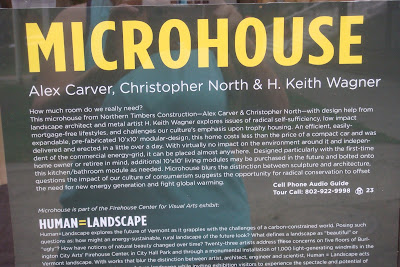 MICROHOUSE
Alex Carver, Christopher North & H. Keith Wagner
How much room do we really need?
This microhouse from Northern Timbers Construction—Alex Carver & Christopher North—with design help from
landscape architect and metal artist H. Keith Wagner explores issues of radical self-sufficiency, low impact
mortgage-free lifestyles, and challenges our culture's emphasis upon trophy housing. An efficient, easily-
expandable, pre-fabricated 10'x10' modular-design, this home costs less than the price of a compact car and was
delivered and erected in a little over a day. With virtually no impact on the environment around it and indepen-
dent of the commercial energy-grid, it can be placed almost anywhere. Designed particularly with the first-time
home owner or retiree in mind, additional 10'x10' living modules may be purchased in the future and bolted onto
this kitchen/bathroom module as needed. Microhouse blurs the distinction between sculpture and architecture,
questions the impact of our culture of consumerism suggests the opportunity for radical conservation to offset
the need for new energy generation and fight global warming.
Cell Phone Audio Guide
Tour Call: 802-922-9998 23
Microhouse is part of the Firehouse Center for Visual Arts exhibit:
HUMAN=LANDSCAPE
Human=Landscape explores the future of Vermont as it grapples with the challenges of a carbon-constrained world. Posing such
questions as: how might an energy-sustainable, rural landscape of the future look? What defines a landscape as "beautiful" or
"ugly"? How have notions of natural beauty changed over time? Twenty-three artists address these concerns on five floors of Burl-
ington City Arts' Firehouse Center, in City Hall Park and through a monumental installation of 1,000 light-generating windmills in the
Vermont landscape. With works that blur the distinction between artist, architect, engineer and scientist, Human = Landscape acts
while inviting exhibition visitors to experience the spectacle and potential of